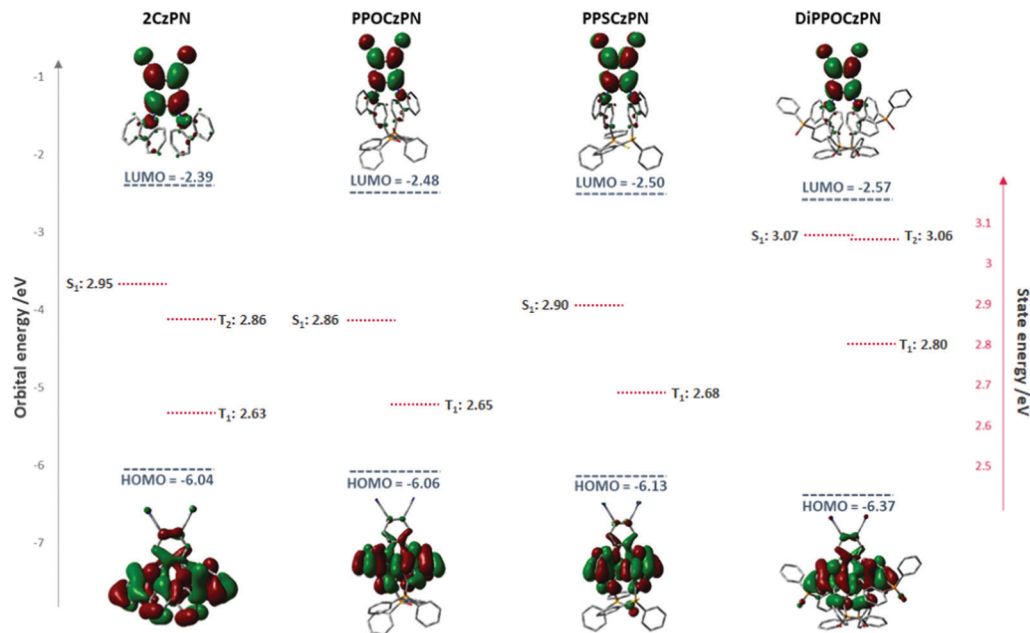 2CzPN
PPOCzPN
PPSCzPN
DiPPOCzPN
Orbital energy /eV
-1
-2
-3
-4
-5
-6
-7
LUMO = -2.39
LUMO = -2.48
LUMO = -2.50
LUMO = -2.57
S₁: 2.95
T₂: 2.86
T₁: 2.63
S₁: 2.86
T₁: 2.65
S₁: 2.90
T₁: 2.68
S₁: 3.07
T₂: 3.06
T₁: 2.80
HOMO = -6.04
HOMO = -6.06
HOMO = -6.13
HOMO = -6.37
3.1
3
2.9
2.8
2.7
2.6
2.5
State energy /eV